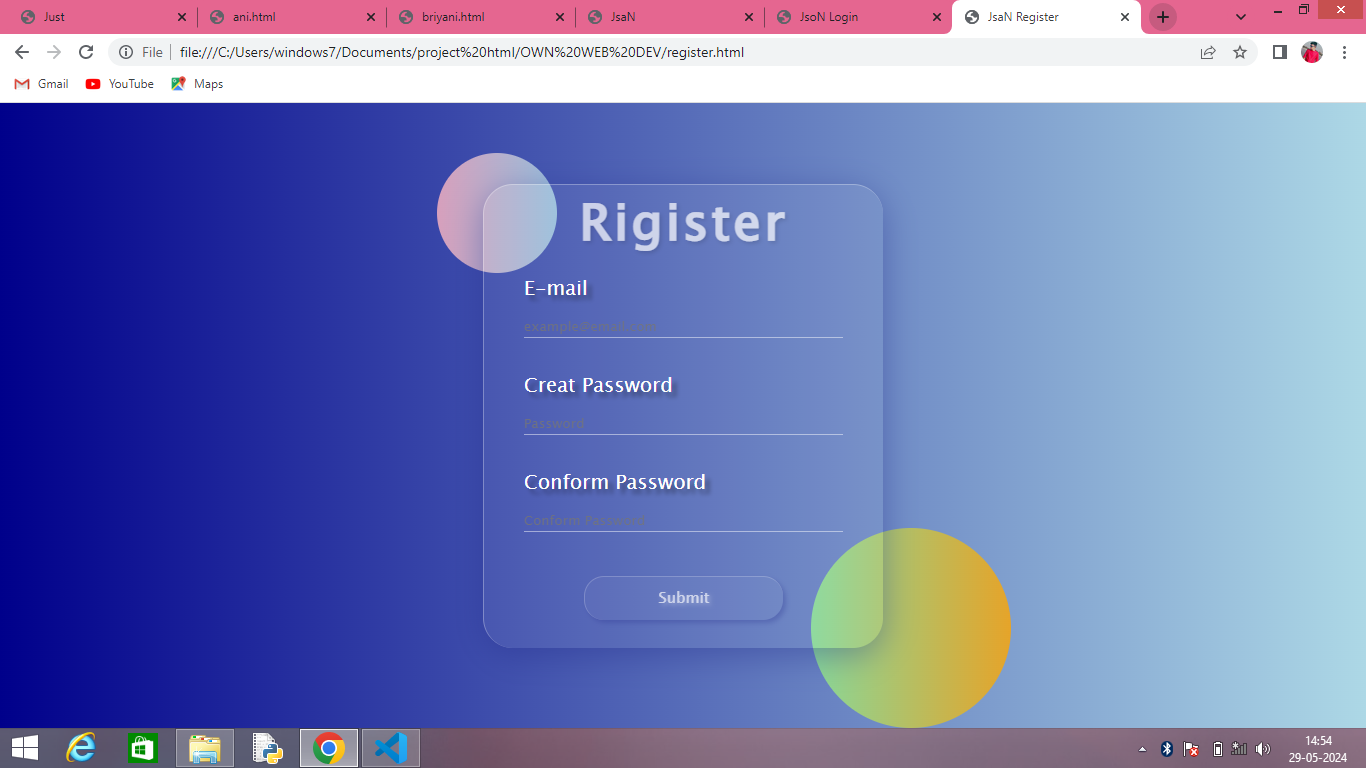 Just ani.html briyani.html JsaN JsoN Login JsaN Register
File file:///C:/Users/windows7/Documents/project%20html/OWN%20WEB%20DEV/register.html
Gmail YouTube Maps
Rigister
E-mail
example@email.com
Creat Password
Password
Conform Password
Conform Password
Submit
14:54
29-05-2024